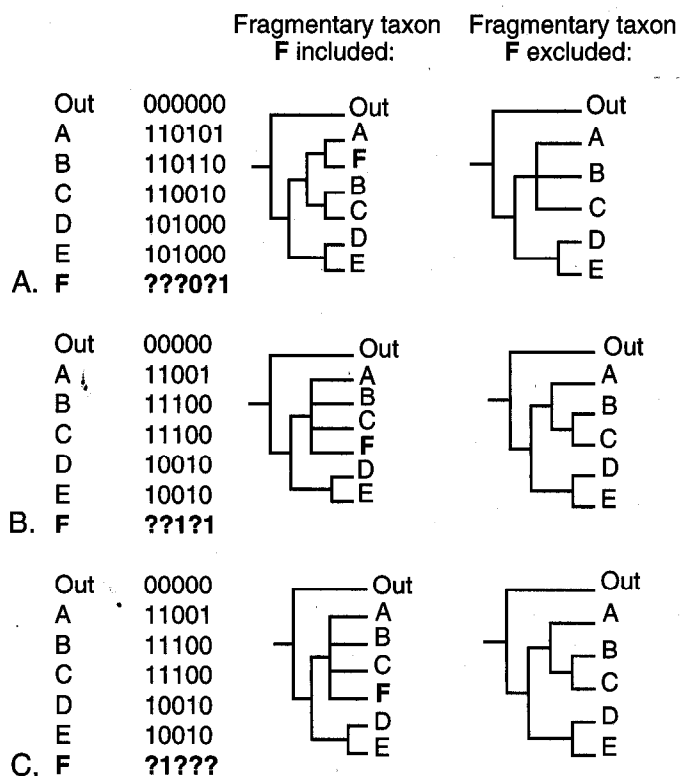 Fragmentary taxon Fragmentary taxon
F included: F excluded:
Out 000000
A 110101
B 110110
C 110010
D 101000
E 101000
A. F ???0?1
Out
A
F
B
C
D
E
Out
A
B
C
D
E
Out 00000
A 11001
B 11100
C 11100
D 10010
E 10010
B. F ??1?1
Out
A
B
C
F
D
E
Out
A
B
C
D
E
Out 00000
A 11001
B 11100
C 11100
D 10010
E 10010
C. F ?1???
Out
A
B
C
F
D
E
Out
A
B
C
D
E